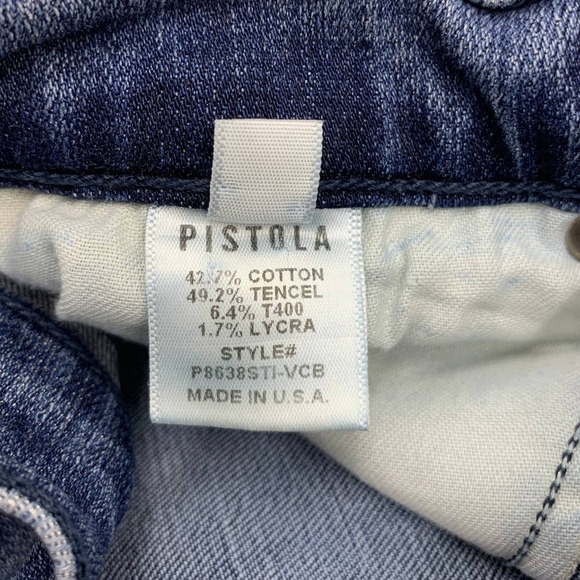 PISTOLA
42.7% COTTON
49.2% TENCEL
6.4% T400
1.7% LYCRA
STYLE#
P8638STI-VCB
MADE IN U.S.A.